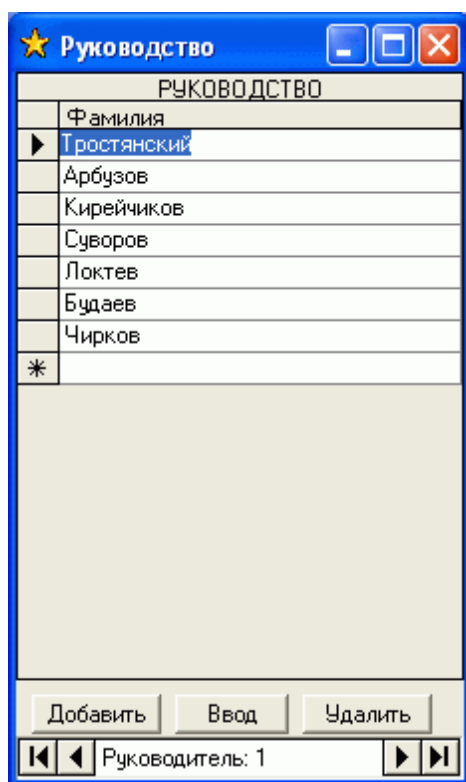 Руководство
РУКОВОДСТВО
Фамилия
Тростянский
Арбузов
Кирейчиков
Суворов
Локтев
Будаев
Чирков
Добавить Ввод Удалить
Руководитель: 1